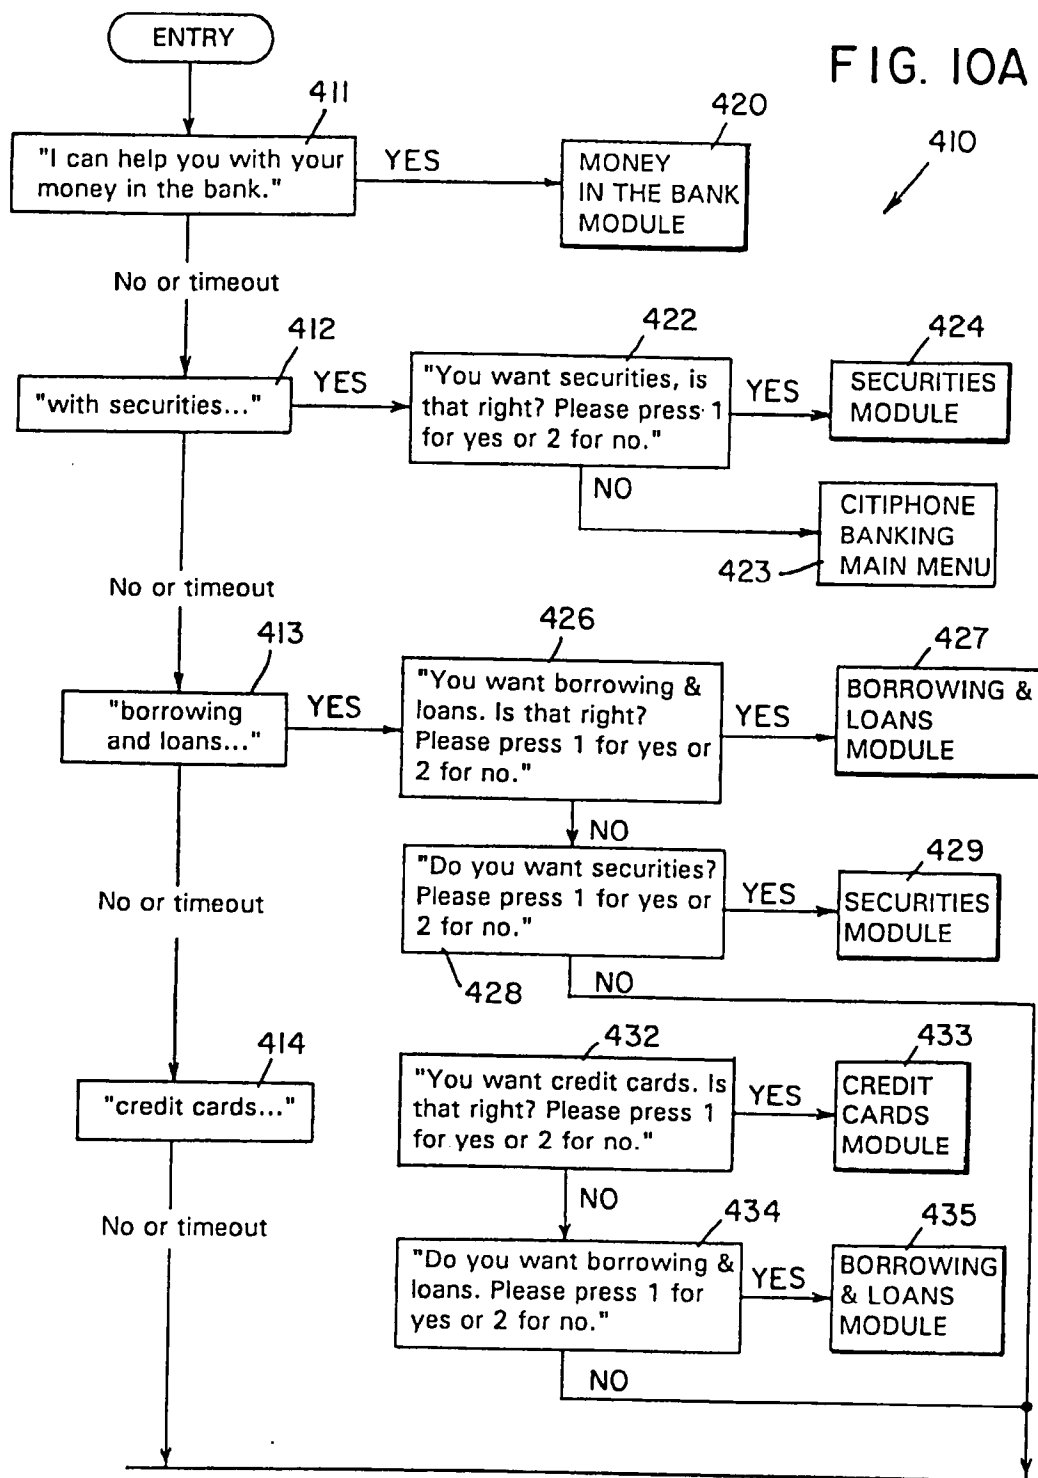 ENTRY
FIG. 10A
411
"I can help you with your
money in the bank."
YES
420
MONEY
IN THE BANK
MODULE
410
No or timeout
412
"with securities..."
YES
422
"You want securities, is
that right? Please press 1
for yes or 2 for no."
YES
424
SECURITIES
MODULE
NO
CITIPHONE
BANKING
MAIN MENU
423
No or timeout
413
"borrowing
and loans..."
YES
426
"You want borrowing &
loans. Is that right?
Please press 1 for yes or
2 for no."
YES
427
BORROWING &
LOANS
MODULE
NO
"Do you want securities?
Please press 1 for yes or
2 for no."
428
YES
429
SECURITIES
MODULE
NO
No or timeout
414
"credit cards..."
432
"You want credit cards. Is
that right? Please press 1
for yes or 2 for no."
YES
433
CREDIT
CARDS
MODULE
NO
434
"Do you want borrowing &
loans. Please press 1 for
yes or 2 for no."
YES
435
BORROWING
& LOANS
MODULE
NO
No or timeout